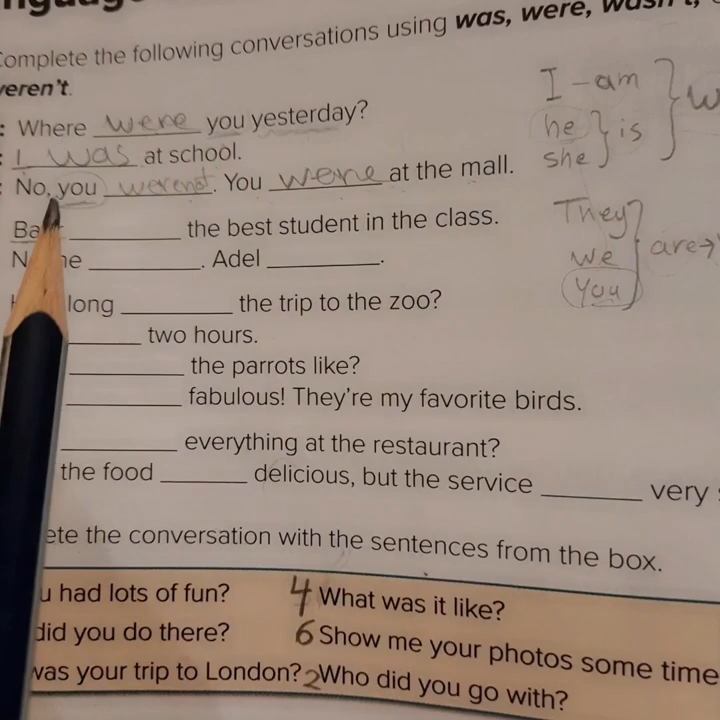 omplete the following conversations using was, were, wasn't,
eren't.
: Where were you yesterday?
: I was at school.
: No, you werenot. You were at the mall.
the best student in the class.
he . Adel .
long the trip to the zoo?
two hours.
the parrots like?
fabulous! They're my favorite birds.
everything at the restaurant?
the food delicious, but the service very
I - am
he is
she
They
we are→
you
ete the conversation with the sentences from the box.
u had lots of fun?
did you do there?
was your trip to London?
4 What was it like?
6 Show me your photos some time
2 Who did you go with?